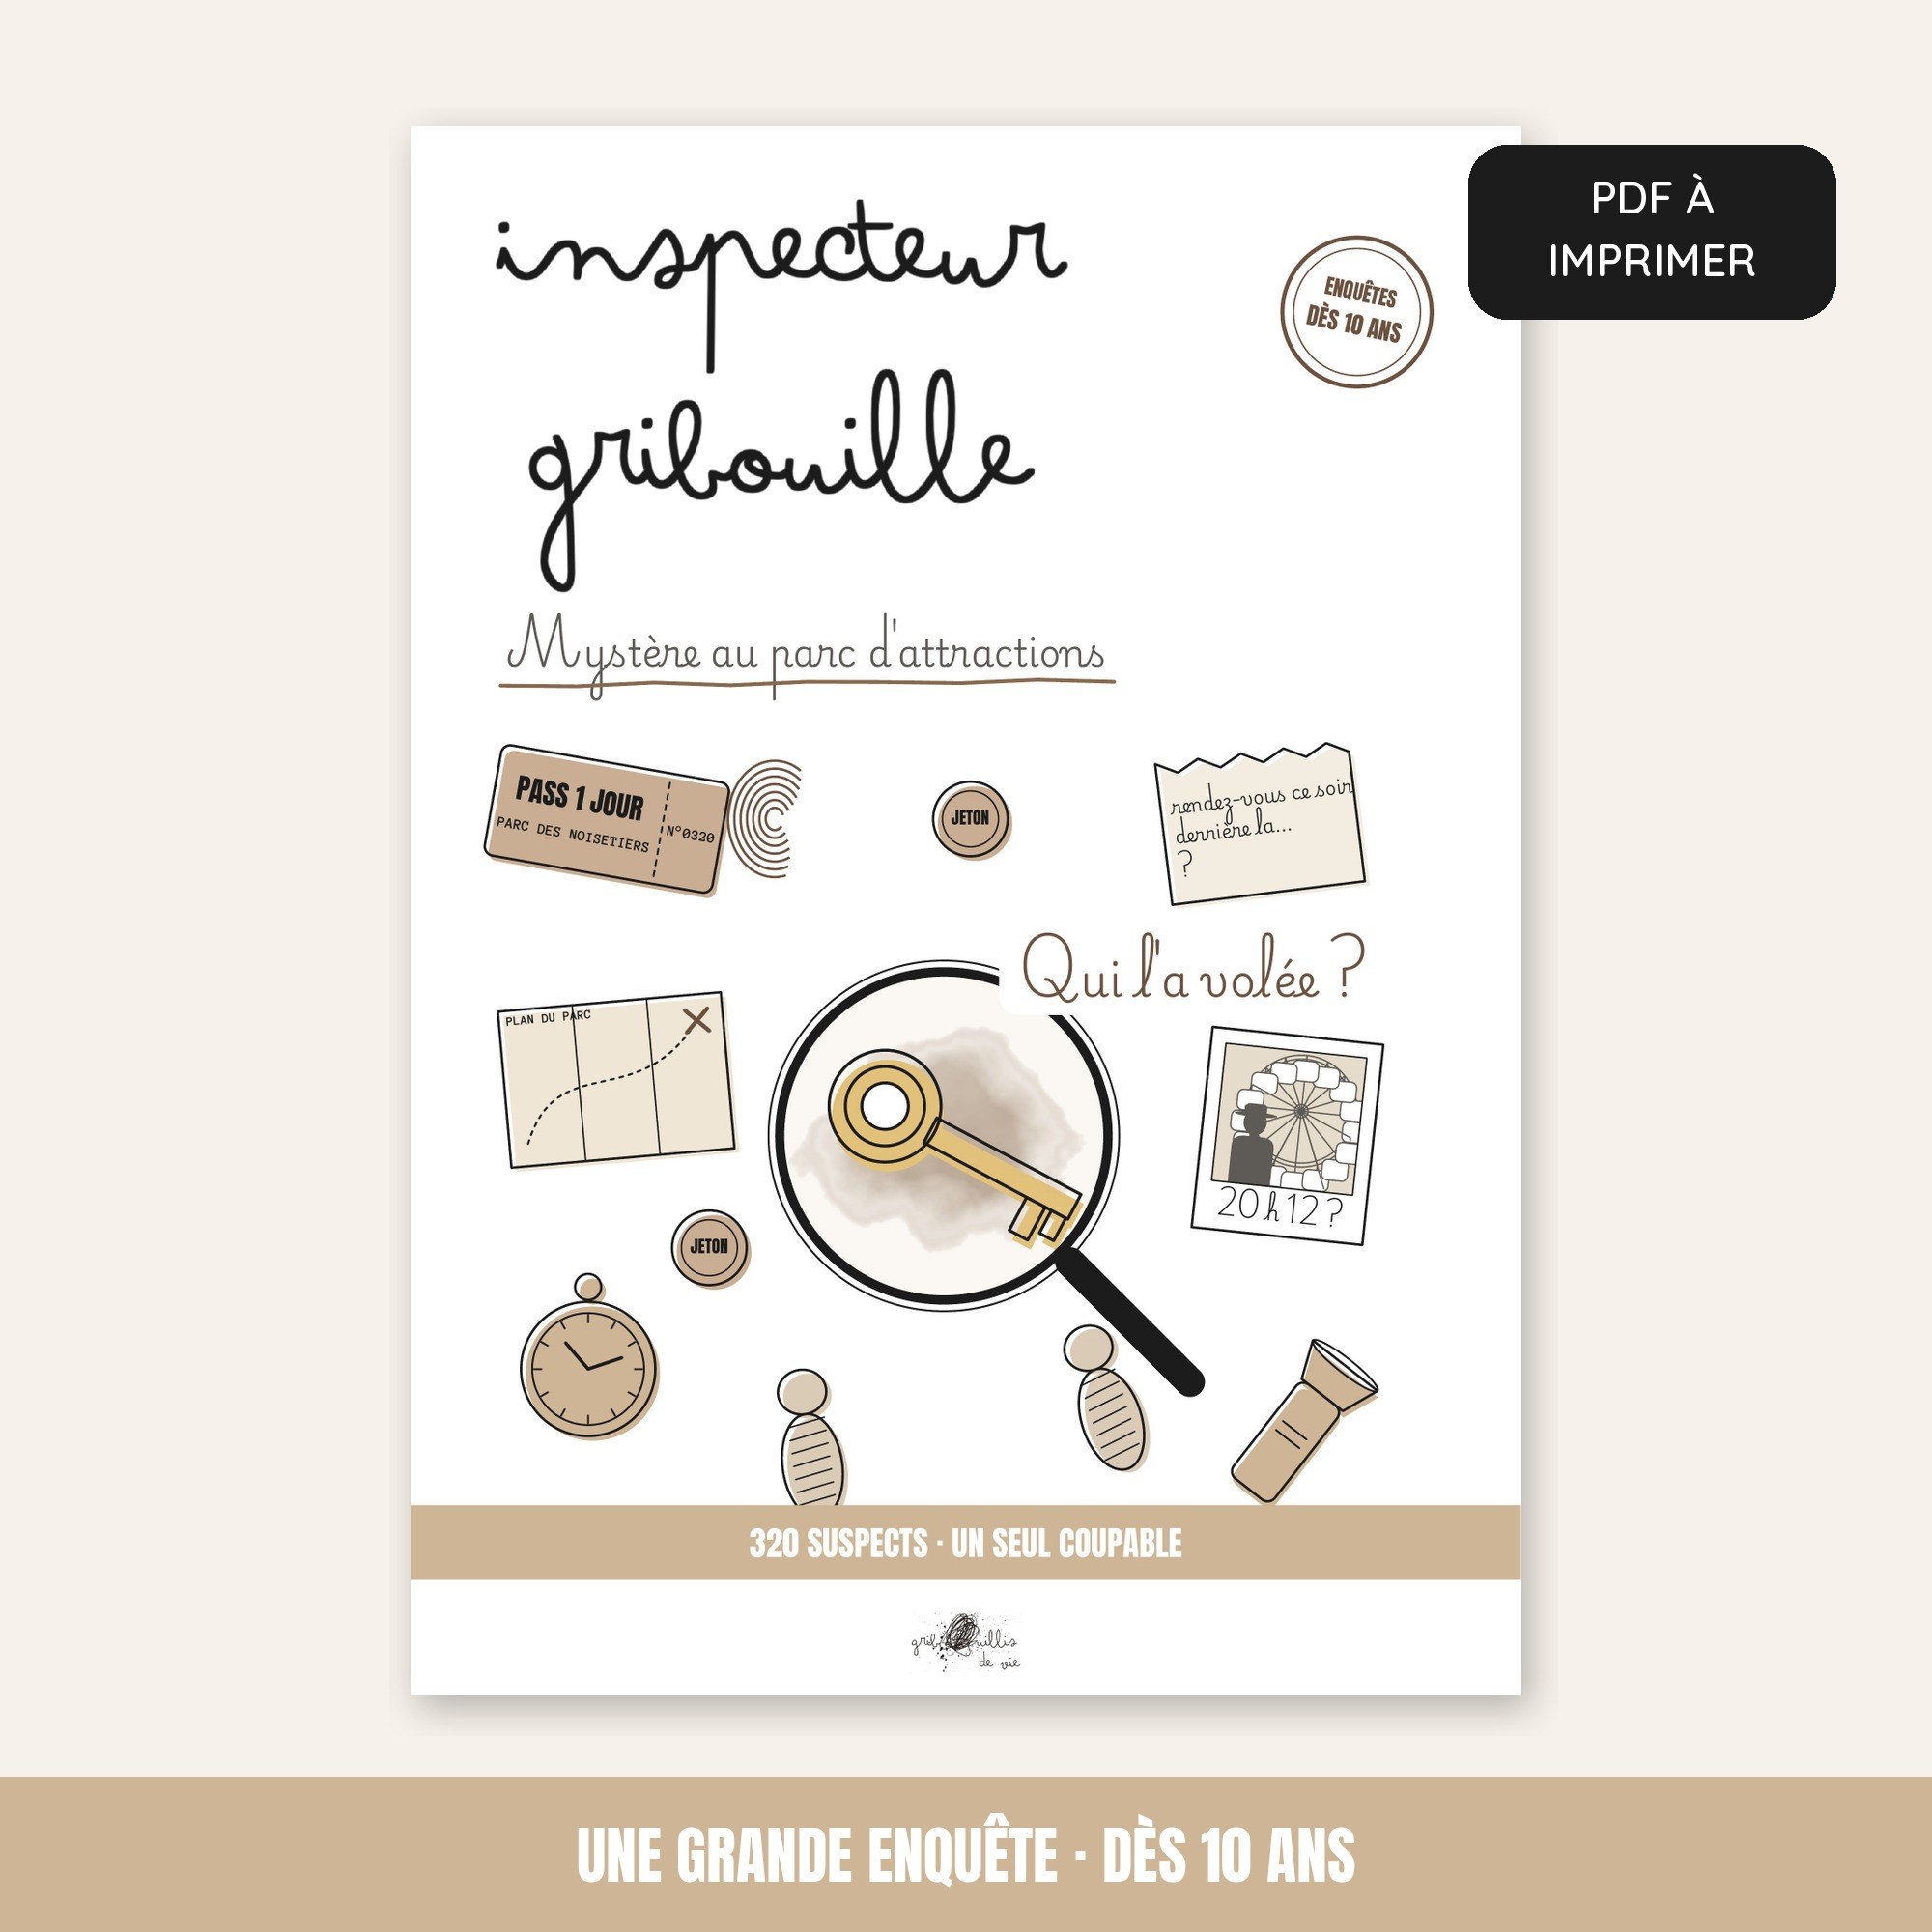 PDF À
IMPRIMER
inspecteur
gribouille
ENQUÊTES
DÈS 10 ANS
Mystère au parc d'attractions
PASS 1 JOUR
PARC DES NOISETIERS
N°0320
JETON
rendez-vous ce soir
derrière la...
?
Qui l'a volée ?
PLAN DU PARC
20h12?
JETON
320 SUSPECTS · UN SEUL COUPABLE
gribouillis
de vie
UNE GRANDE ENQUÊTE · DÈS 10 ANS